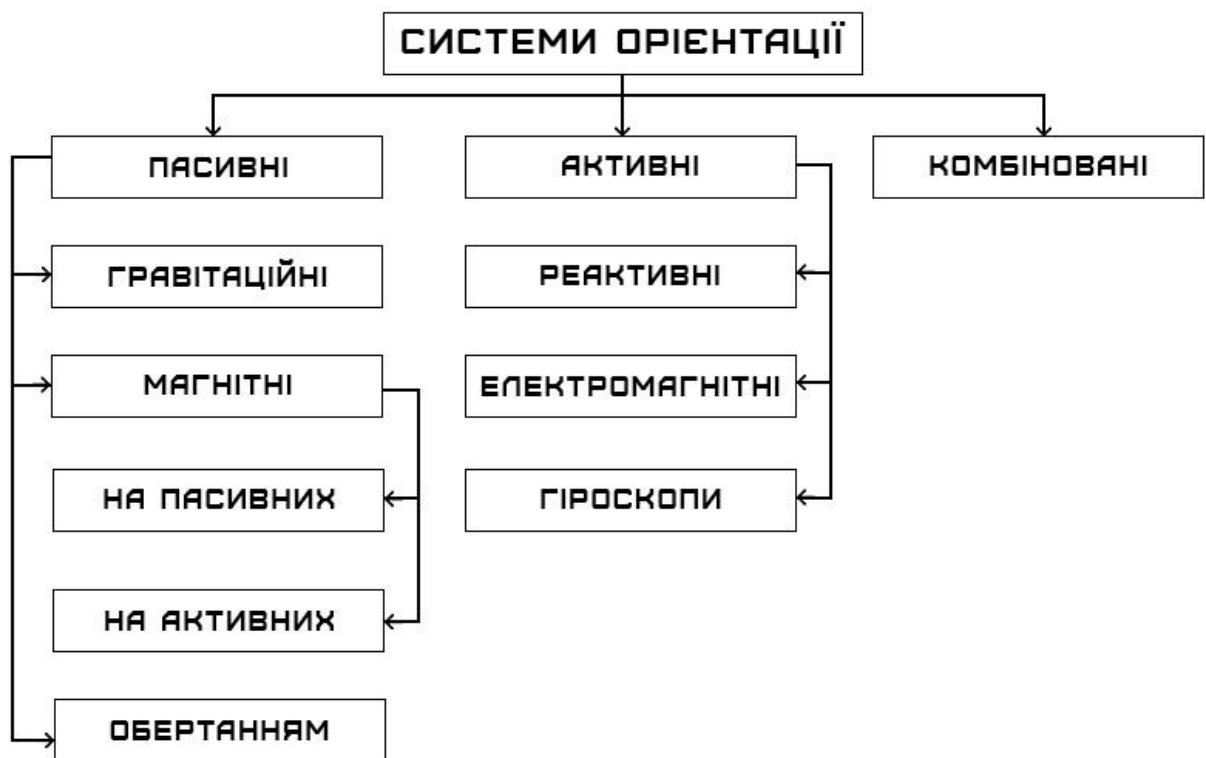 СИСТЕМИ ОРІЄНТАЦІЇ
ПАСИВНІ
АКТИВНІ
КОМБІНОВАНІ
ГРАВІТАЦІЙНІ
РЕАКТИВНІ
МАГНІТНІ
ЕЛЕКТРОМАГНІТНІ
НА ПАСИВНИХ
ГІРОСКОПИ
НА АКТИВНИХ
ОБЕРТАННЯМ